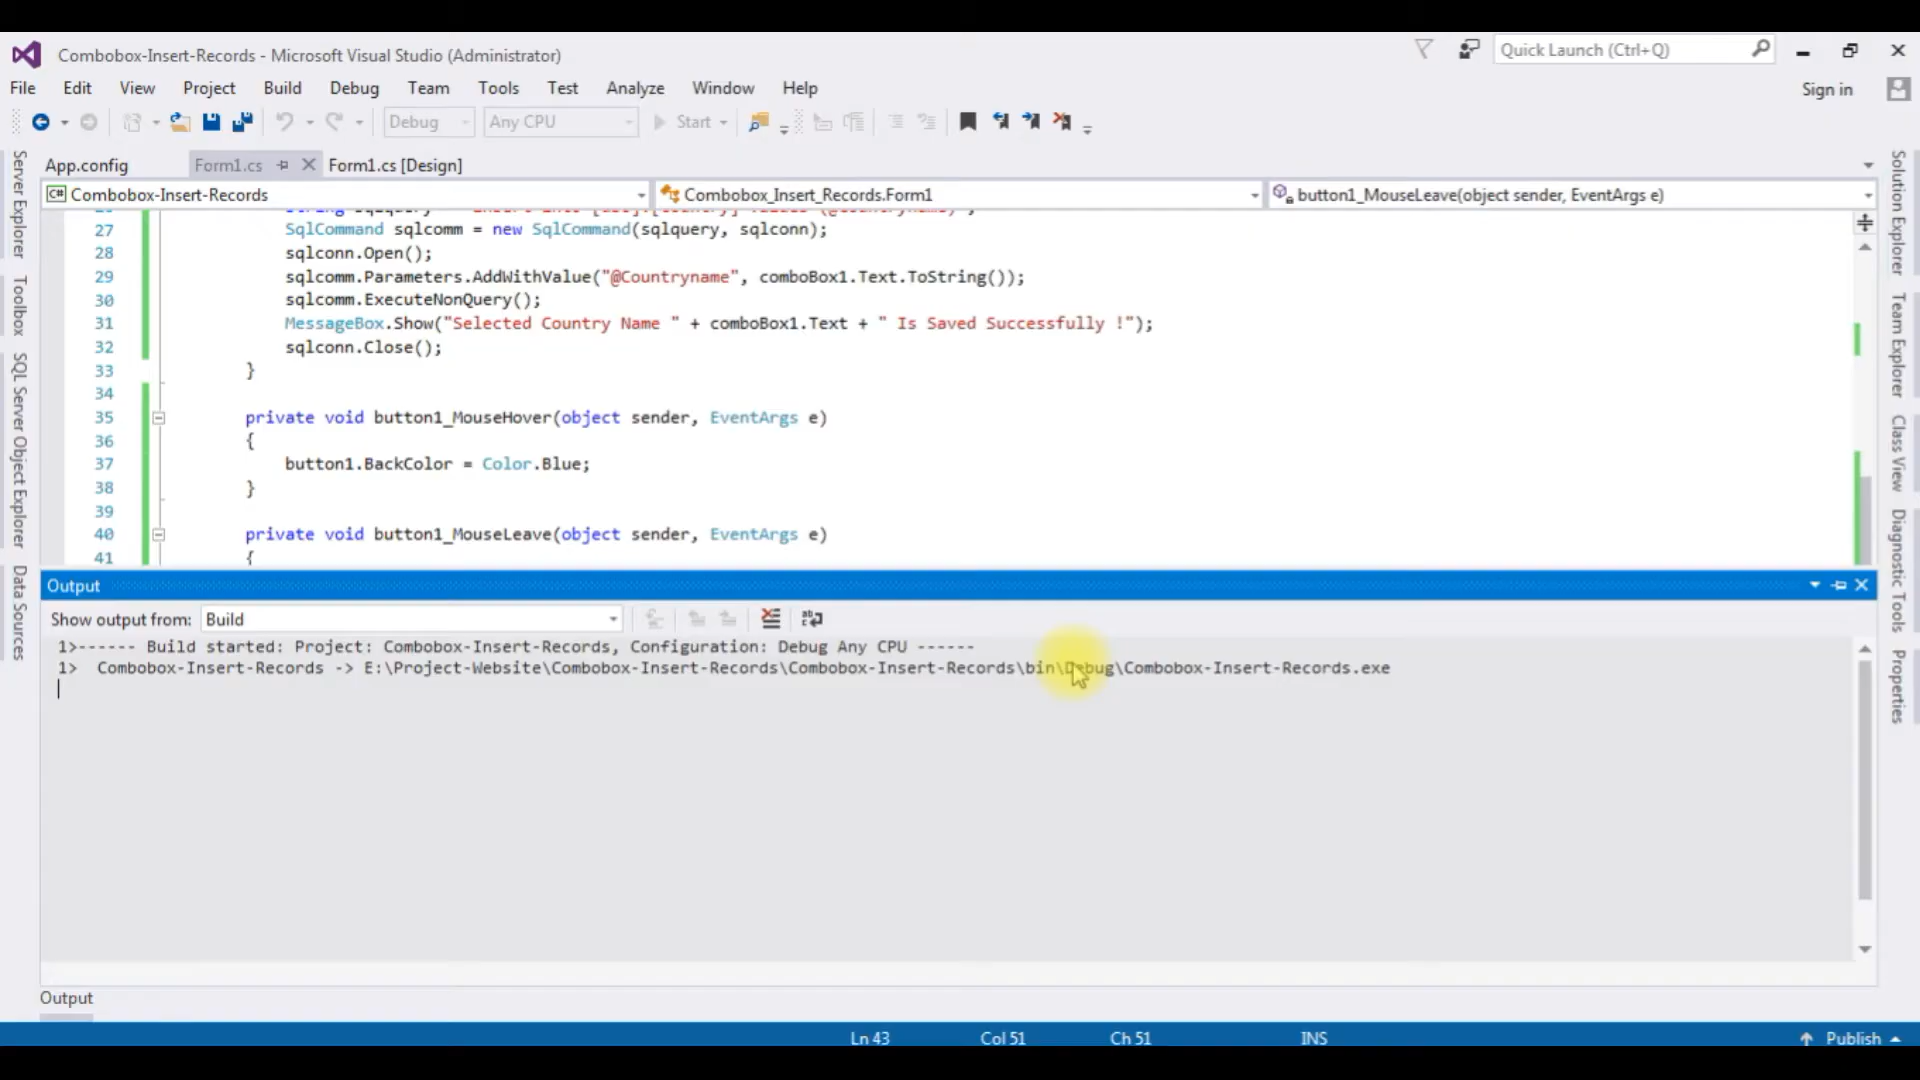 Combobox-Insert-Records - Microsoft Visual Studio (Administrator)
Quick Launch (Ctrl+Q)
File Edit View Project Build Debug Team Tools Test Analyze Window Help
Sign in
Debug Any CPU Start
App.config Form1.cs Form1.cs [Design]
C# Combobox-Insert-Records Combobox_Insert_Records.Form1 button1_MouseLeave(object sender, EventArgs e)
27 SqlCommand sqlcomm = new SqlCommand(sqlquery, sqlconn);
28 sqlconn.Open();
29 sqlcomm.Parameters.AddWithValue("@Countryname", comboBox1.Text.ToString());
30 sqlcomm.ExecuteNonQuery();
31 MessageBox.Show("Selected Country Name " + comboBox1.Text + " Is Saved Successfully !");
32 sqlconn.Close();
33 }
34
35 private void button1_MouseHover(object sender, EventArgs e)
36 {
37 button1.BackColor = Color.Blue;
38 }
39
40 private void button1_MouseLeave(object sender, EventArgs e)
41 {
Output
Show output from: Build
1>------ Build started: Project: Combobox-Insert-Records, Configuration: Debug Any CPU ------
1> Combobox-Insert-Records -> E:\Project-Website\Combobox-Insert-Records\Combobox-Insert-Records\bin\Debug\Combobox-Insert-Records.exe
Output
Ln 43 Col 51 Ch 51 INS Publish
Server Explorer
Toolbox
SQL Server Object Explorer
Data Sources
Solution Explorer
Team Explorer
Class View
Diagnostic Tools
Properties